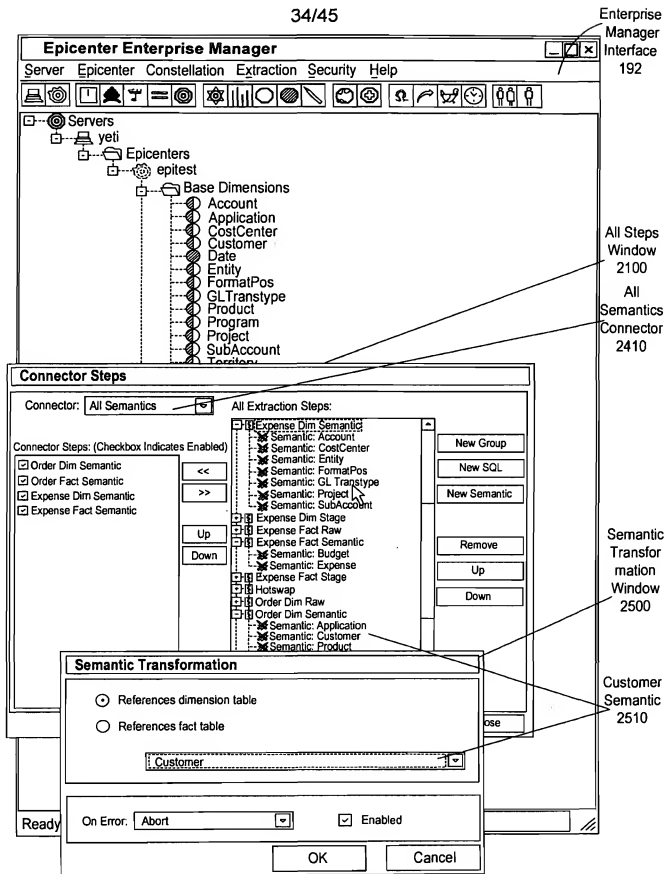 34/45
Enterprise
Manager
Interface
192
Epicenter Enterprise Manager
Server Epicenter Constellation Extraction Security Help
Servers
yeti
Epicenters
epitest
Base Dimensions
Account
Application
CostCenter
Customer
Date
Entity
FormatPos
GLTranstype
Product
Program
Project
SubAccount
Territory
All Steps
Window
2100
All
Semantics
Connector
2410
Connector Steps
Connector: All Semantics
All Extraction Steps:
Connector Steps: (Checkbox Indicates Enabled)
Order Dim Semantic
Order Fact Semantic
Expense Dim Semantic
Expense Fact Semantic
<<
>>
Up
Down
Expense Dim Semantic
Semantic: Account
Semantic: CostCenter
Semantic: Entity
Semantic: FormatPos
Semantic: GL Transtype
Semantic: Project
Semantic: SubAccount
Expense Dim Stage
Expense Fact Raw
Expense Fact Semantic
Semantic: Budget
Semantic: Expense
Expense Fact Stage
Hotswap
Order Dim Raw
Order Dim Semantic
Semantic: Application
Semantic: Customer
Semantic: Product
New Group
New SQL
New Semantic
Remove
Up
Down
ose
Semantic
Transfor
mation
Window
2500
Customer
Semantic
2510
Semantic Transformation
References dimension table
References fact table
Customer
On Error: Abort
Enabled
OK
Cancel
Ready